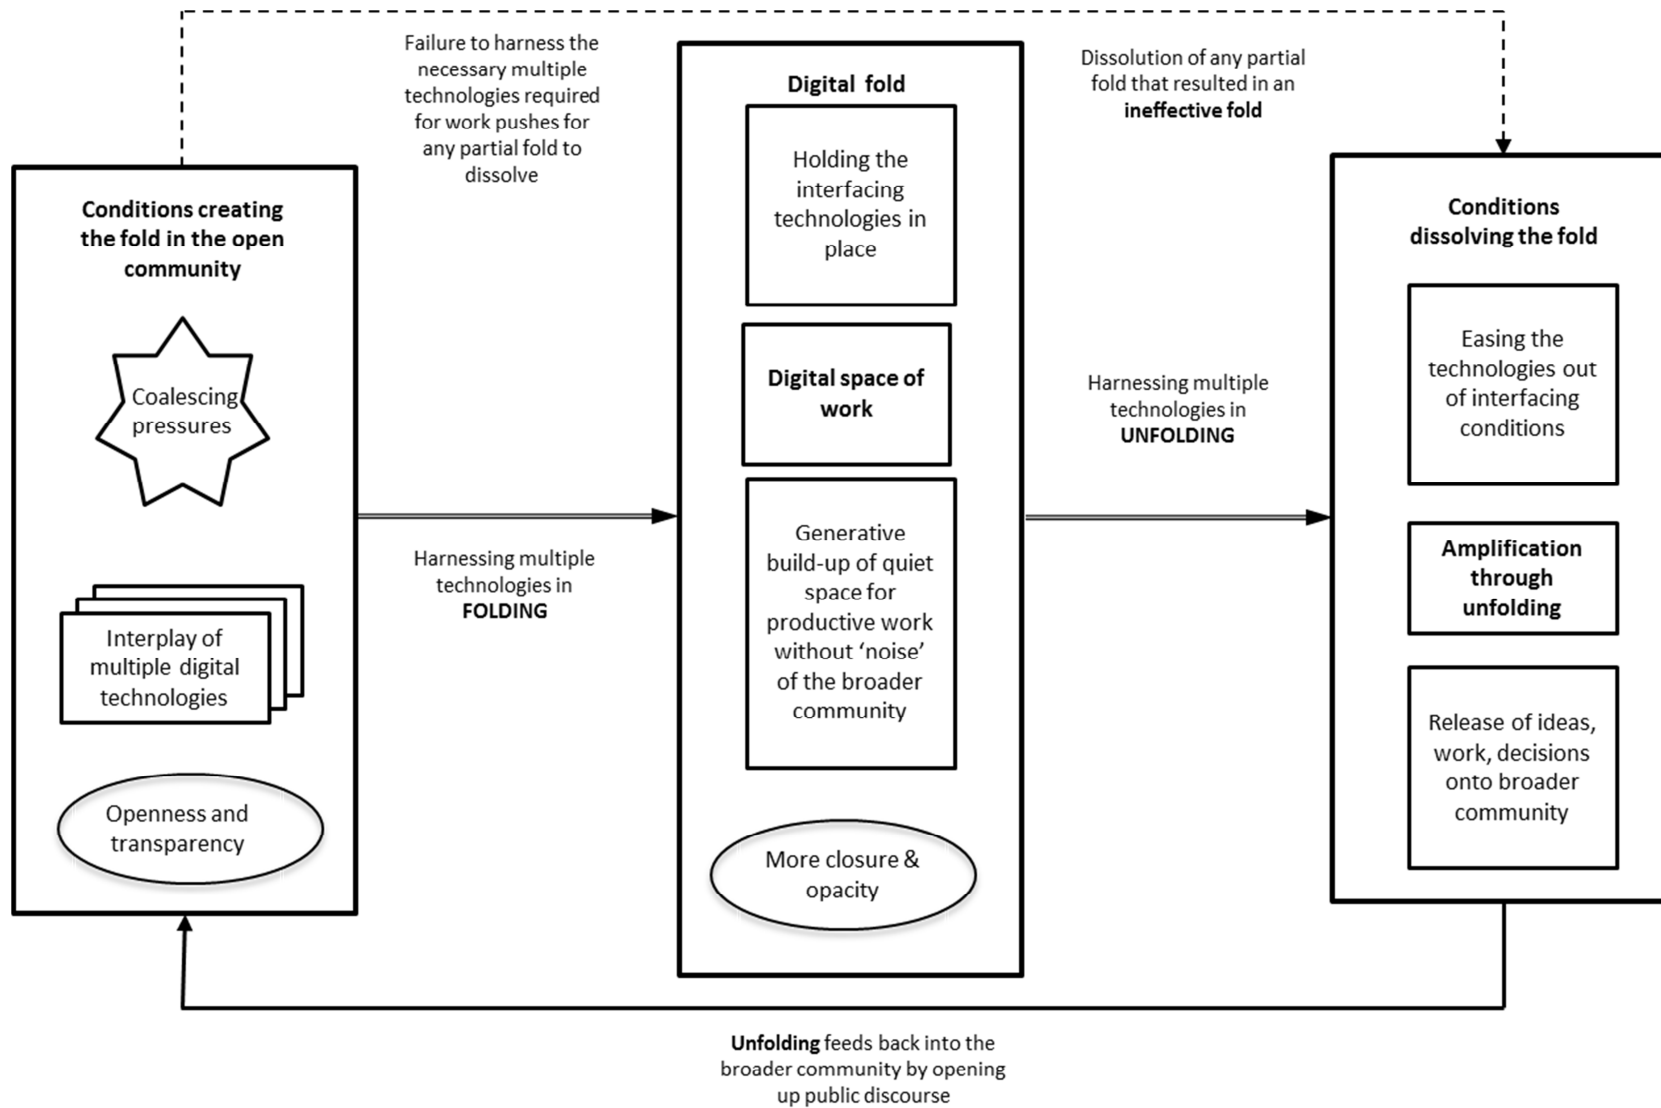 Failure to harness the
necessary multiple
technologies required
for work pushes for
any partial fold to
dissolve
Dissolution of any partial
fold that resulted in an
ineffective fold
Conditions creating
the fold in the open
community
Coalescing
pressures
Interplay of
multiple digital
technologies
Openness and
transparency
Harnessing multiple
technologies in
FOLDING
Digital fold
Holding the
interfacing
technologies in
place
Digital space of
work
Generative
build-up of quiet
space for
productive work
without ‘noise’
of the broader
community
More closure &
opacity
Harnessing multiple
technologies in
UNFOLDING
Conditions
dissolving the fold
Easing the
technologies out
of interfacing
conditions
Amplification
through
unfolding
Release of ideas,
work, decisions
onto broader
community
Unfolding feeds back into the
broader community by opening
up public discourse